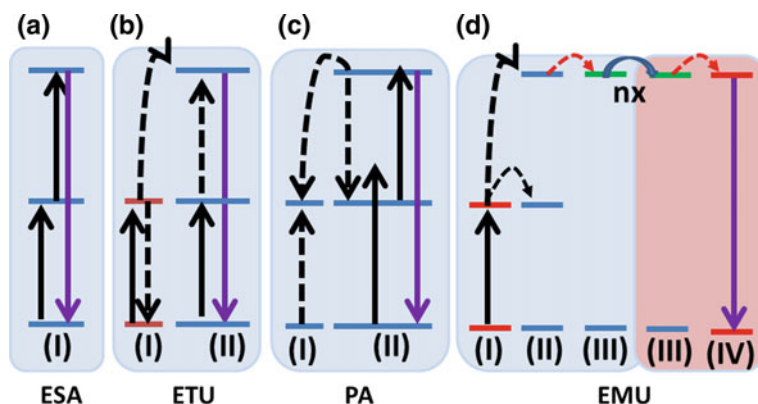 (a) (b) (c) (d)
nx
(I) (I) (II) (I) (II) (I) (II) (III) (III) (IV)
ESA ETU PA EMU